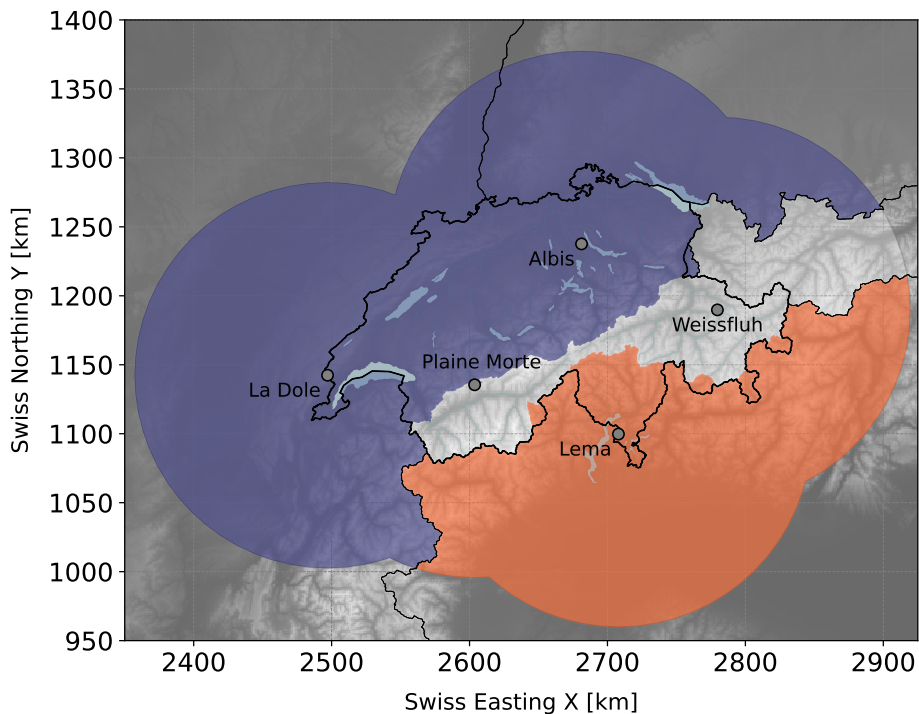 1400
1350
1300
1250
1200
1150
1100
1050
1000
950
Swiss Northing Y [km]
Albis
Weissfluh
Plaine Morte
La Dole
Lema
2400
2500
2600
2700
2800
2900
Swiss Easting X [km]